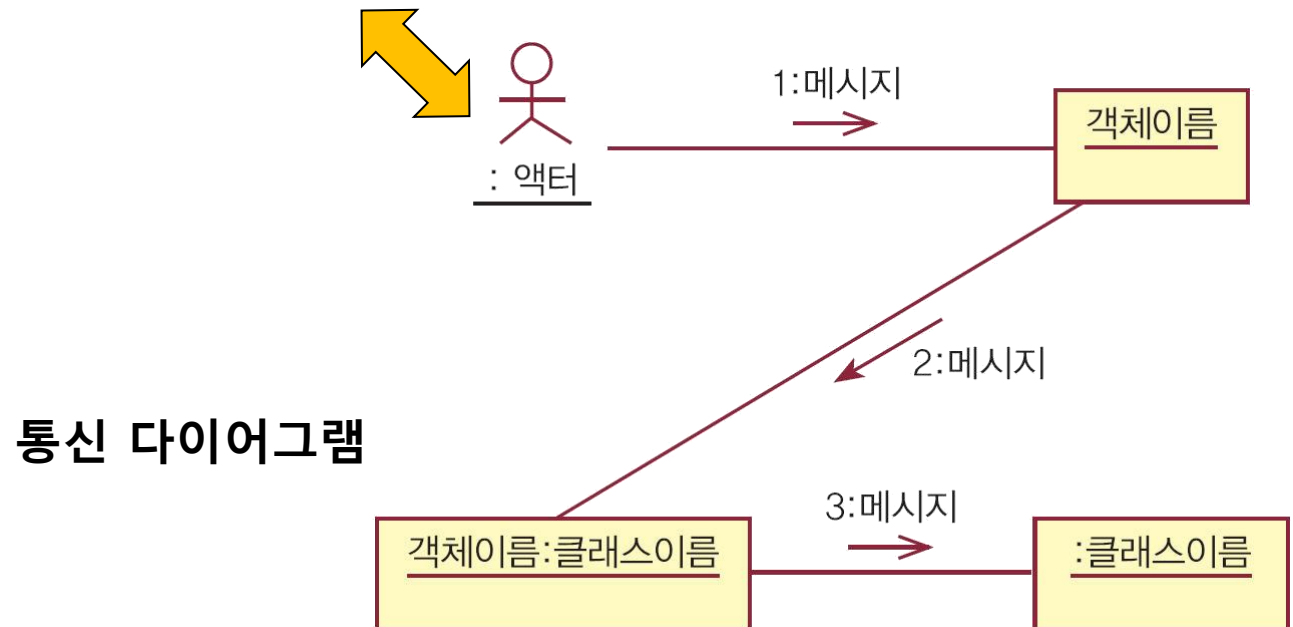 1:메시지
객체이름
: 액터
2:메시지
통신 다이어그램
3:메시지
객체이름:클래스이름
:클래스이름